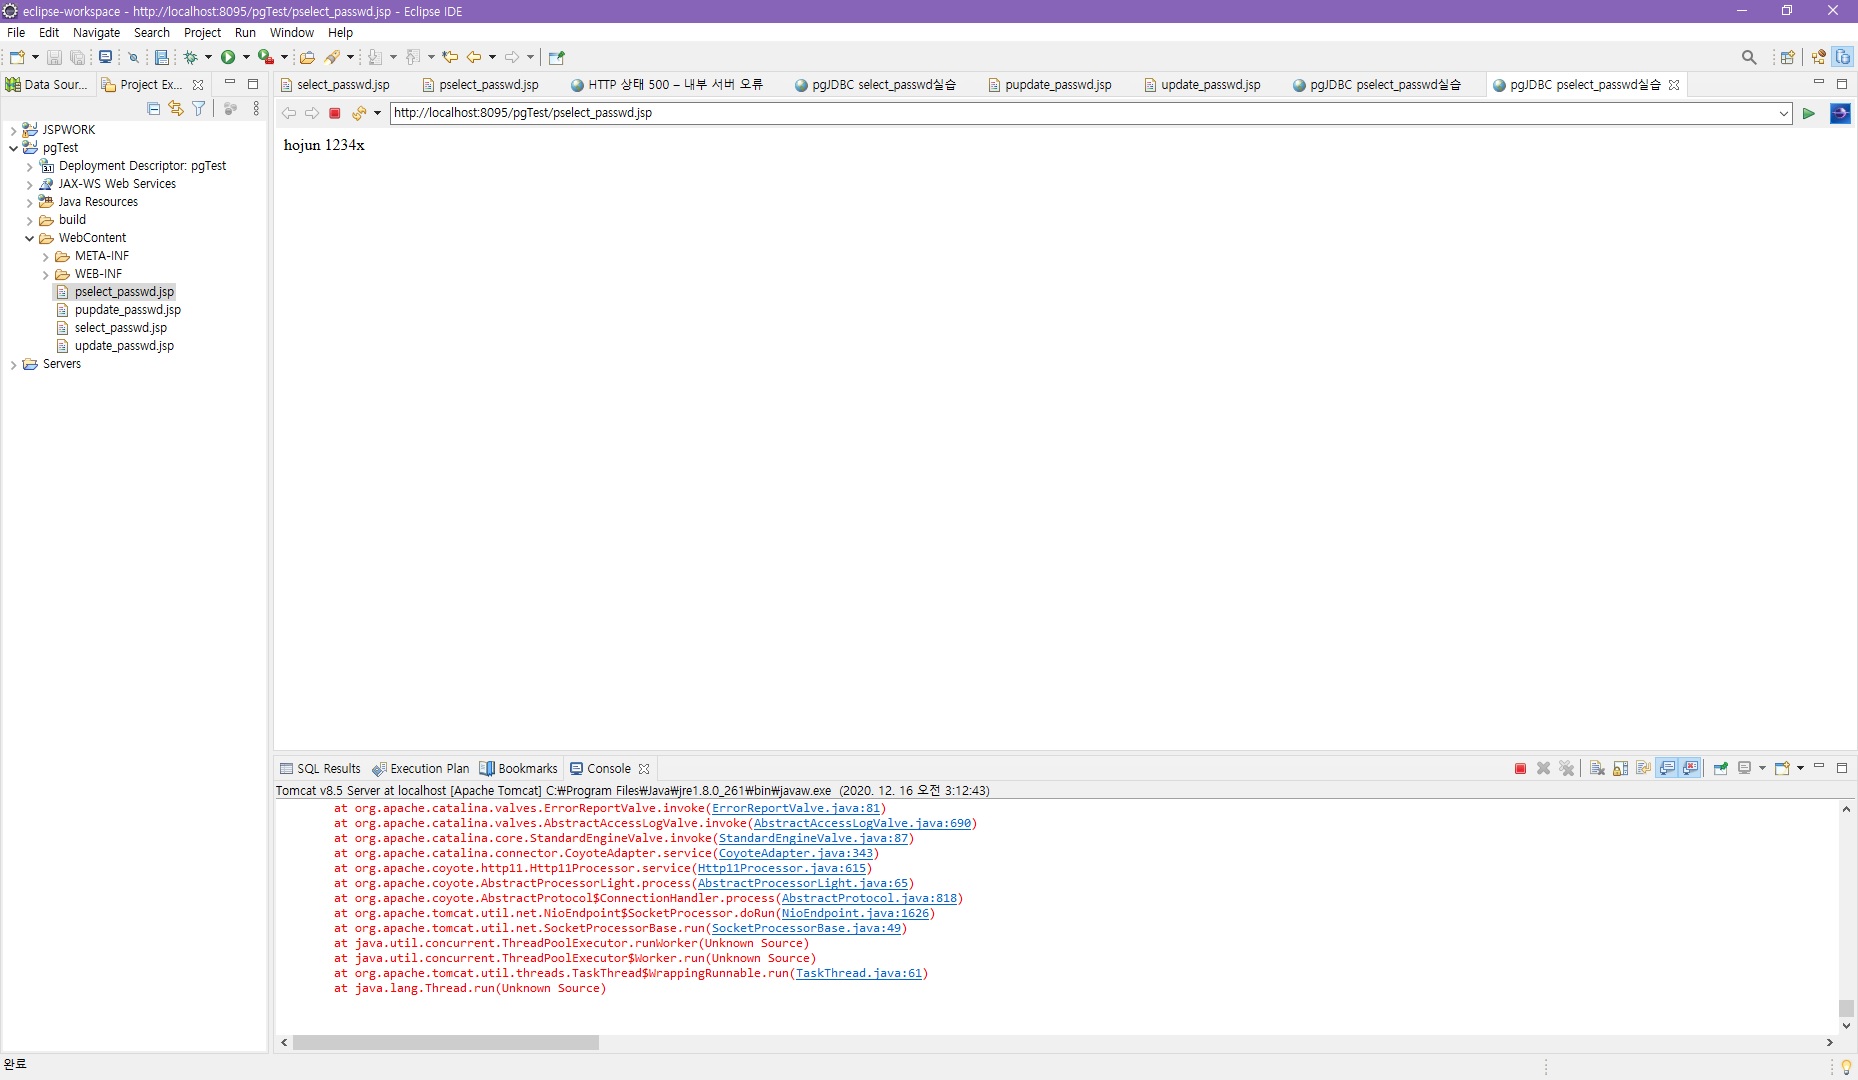 eclipse-workspace - http://localhost:8095/pgTest/pselect_passwd.jsp - Eclipse IDE
File Edit Navigate Search Project Run Window Help
Data Sour... Project Ex...
select_passwd.jsp pselect_passwd.jsp HTTP 상태 500 – 내부 서버 오류 pgJDBC select_passwd실습 pupdate_passwd.jsp update_passwd.jsp pgJDBC pselect_passwd실습 pgJDBC pselect_passwd실습
http://localhost:8095/pgTest/pselect_passwd.jsp
JSPWORK
pgTest
Deployment Descriptor: pgTest
JAX-WS Web Services
Java Resources
build
WebContent
META-INF
WEB-INF
pselect_passwd.jsp
pupdate_passwd.jsp
select_passwd.jsp
update_passwd.jsp
Servers
hojun 1234x
SQL Results Execution Plan Bookmarks Console
Tomcat v8.5 Server at localhost [Apache Tomcat] C:₩Program Files₩Java₩jre1.8.0_261₩bin₩javaw.exe (2020. 12. 16 오전 3:12:43)
at org.apache.catalina.valves.ErrorReportValve.invoke(ErrorReportValve.java:81)
at org.apache.catalina.valves.AbstractAccessLogValve.invoke(AbstractAccessLogValve.java:690)
at org.apache.catalina.core.StandardEngineValve.invoke(StandardEngineValve.java:87)
at org.apache.catalina.connector.CoyoteAdapter.service(CoyoteAdapter.java:343)
at org.apache.coyote.http11.Http11Processor.service(Http11Processor.java:615)
at org.apache.coyote.AbstractProcessorLight.process(AbstractProcessorLight.java:65)
at org.apache.coyote.AbstractProtocol$ConnectionHandler.process(AbstractProtocol.java:818)
at org.apache.tomcat.util.net.NioEndpoint$SocketProcessor.doRun(NioEndpoint.java:1626)
at org.apache.tomcat.util.net.SocketProcessorBase.run(SocketProcessorBase.java:49)
at java.util.concurrent.ThreadPoolExecutor.runWorker(Unknown Source)
at java.util.concurrent.ThreadPoolExecutor$Worker.run(Unknown Source)
at org.apache.tomcat.util.threads.TaskThread$WrappingRunnable.run(TaskThread.java:61)
at java.lang.Thread.run(Unknown Source)
완료